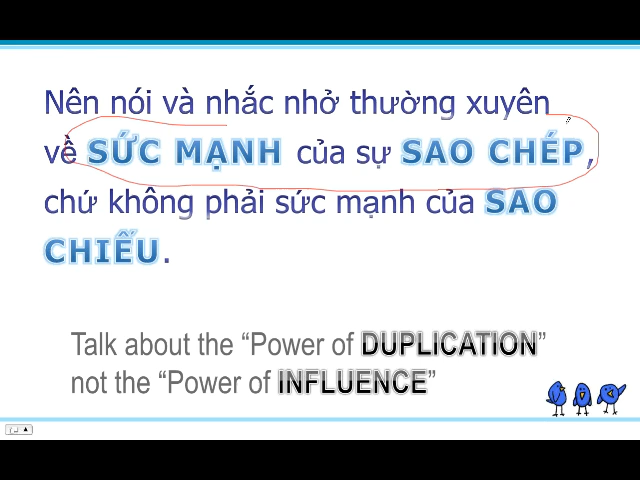 Nên nói và nhắc nhở thường xuyên
về SỨC MẠNH của sự SAO CHÉP,
chứ không phải sức mạnh của SAO
CHIẾU.
Talk about the “Power of DUPLICATION”
not the “Power of INFLUENCE”